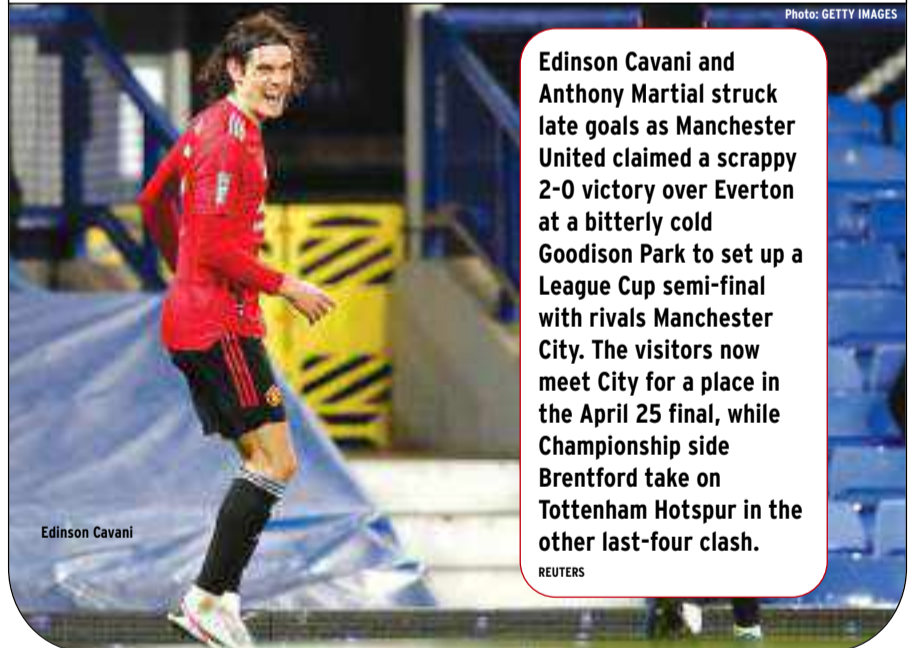 Photo: GETTY IMAGES
Edinson Cavani and
Anthony Martial struck
late goals as Manchester
United claimed a scrappy
2-0 victory over Everton
at a bitterly cold
Goodison Park to set up a
League Cup semi-final
with rivals Manchester
City. The visitors now
meet City for a place in
the April 25 final, while
Championship side
Brentford take on
Tottenham Hotspur in the
other last-four clash.
REUTERS
Edinson Cavani